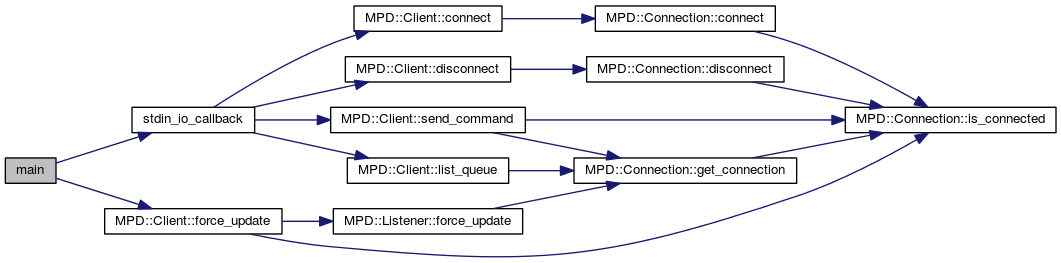 MPD::Client::connect
MPD::Connection::connect
MPD::Client::disconnect
MPD::Connection::disconnect
stdin_io_callback
MPD::Client::send_command
MPD::Connection::is_connected
main
MPD::Client::list_queue
MPD::Connection::get_connection
MPD::Client::force_update
MPD::Listener::force_update